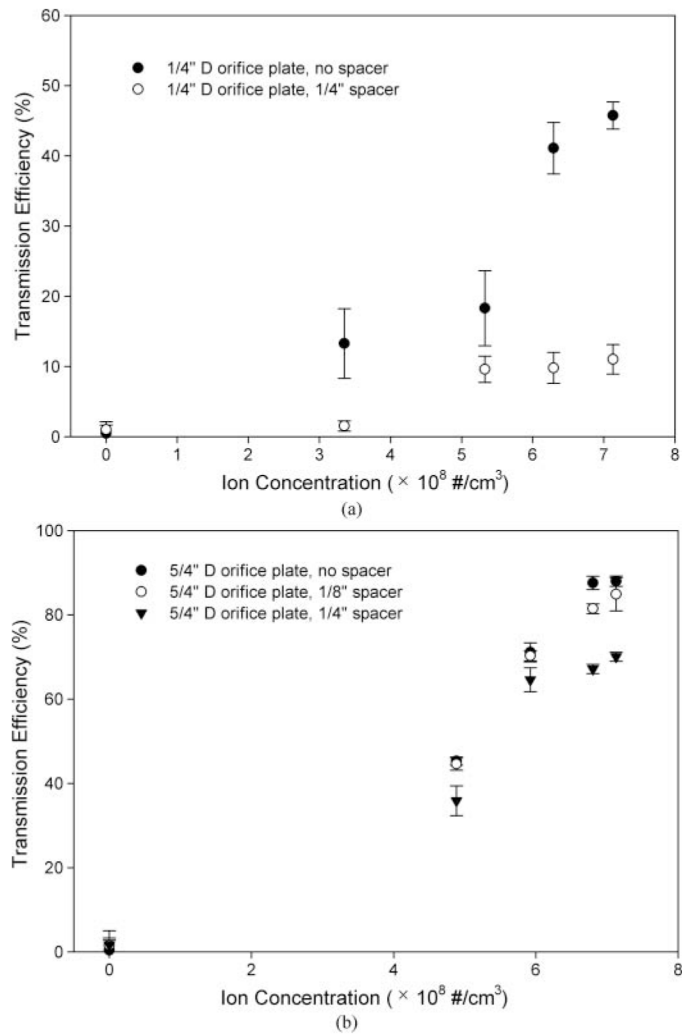 60
50
40
30
20
10
0
Transmission Efficiency (%)
1/4" D orifice plate, no spacer
1/4" D orifice plate, 1/4" spacer
0 1 2 3 4 5 6 7 8
Ion Concentration ( × 10⁸ #/cm³)
(a)
100
80
60
40
20
0
Transmission Efficiency (%)
5/4" D orifice plate, no spacer
5/4" D orifice plate, 1/8" spacer
5/4" D orifice plate, 1/4" spacer
0 2 4 6 8
Ion Concentration ( × 10⁸ #/cm³)
(b)